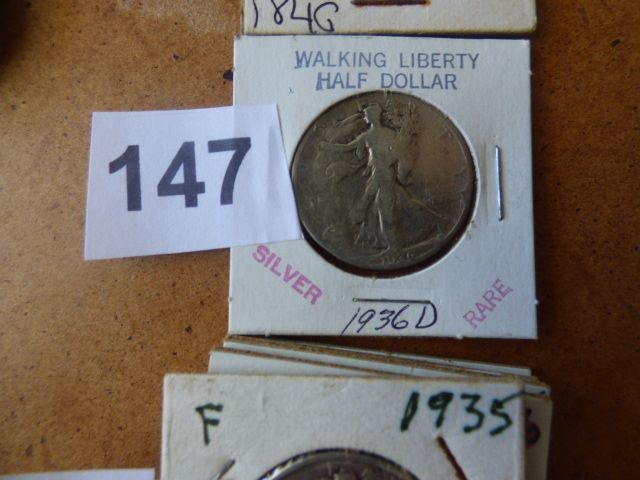 1846
WALKING LIBERTY
HALF DOLLAR
147
SILVER
RARE
1936D
F 1935